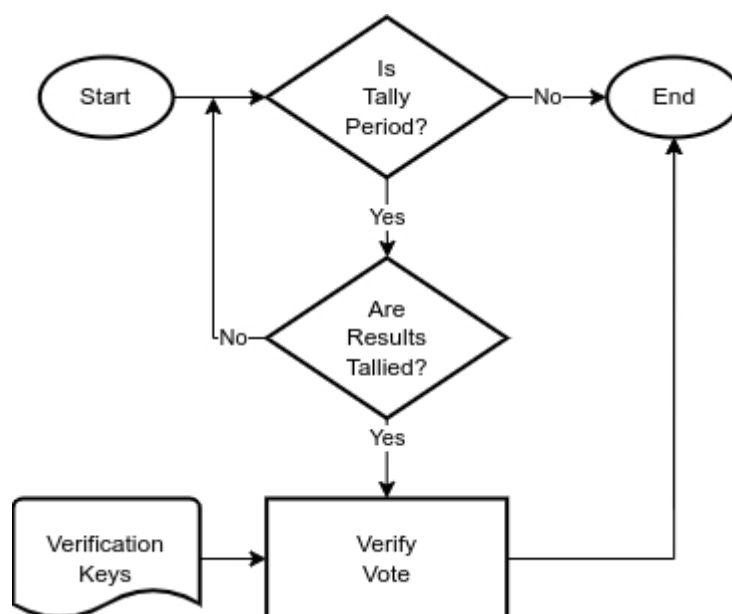 Start
Is
Tally
Period?
No
End
Yes
Are
Results
Tallied?
No
Yes
Verification
Keys
Verify
Vote